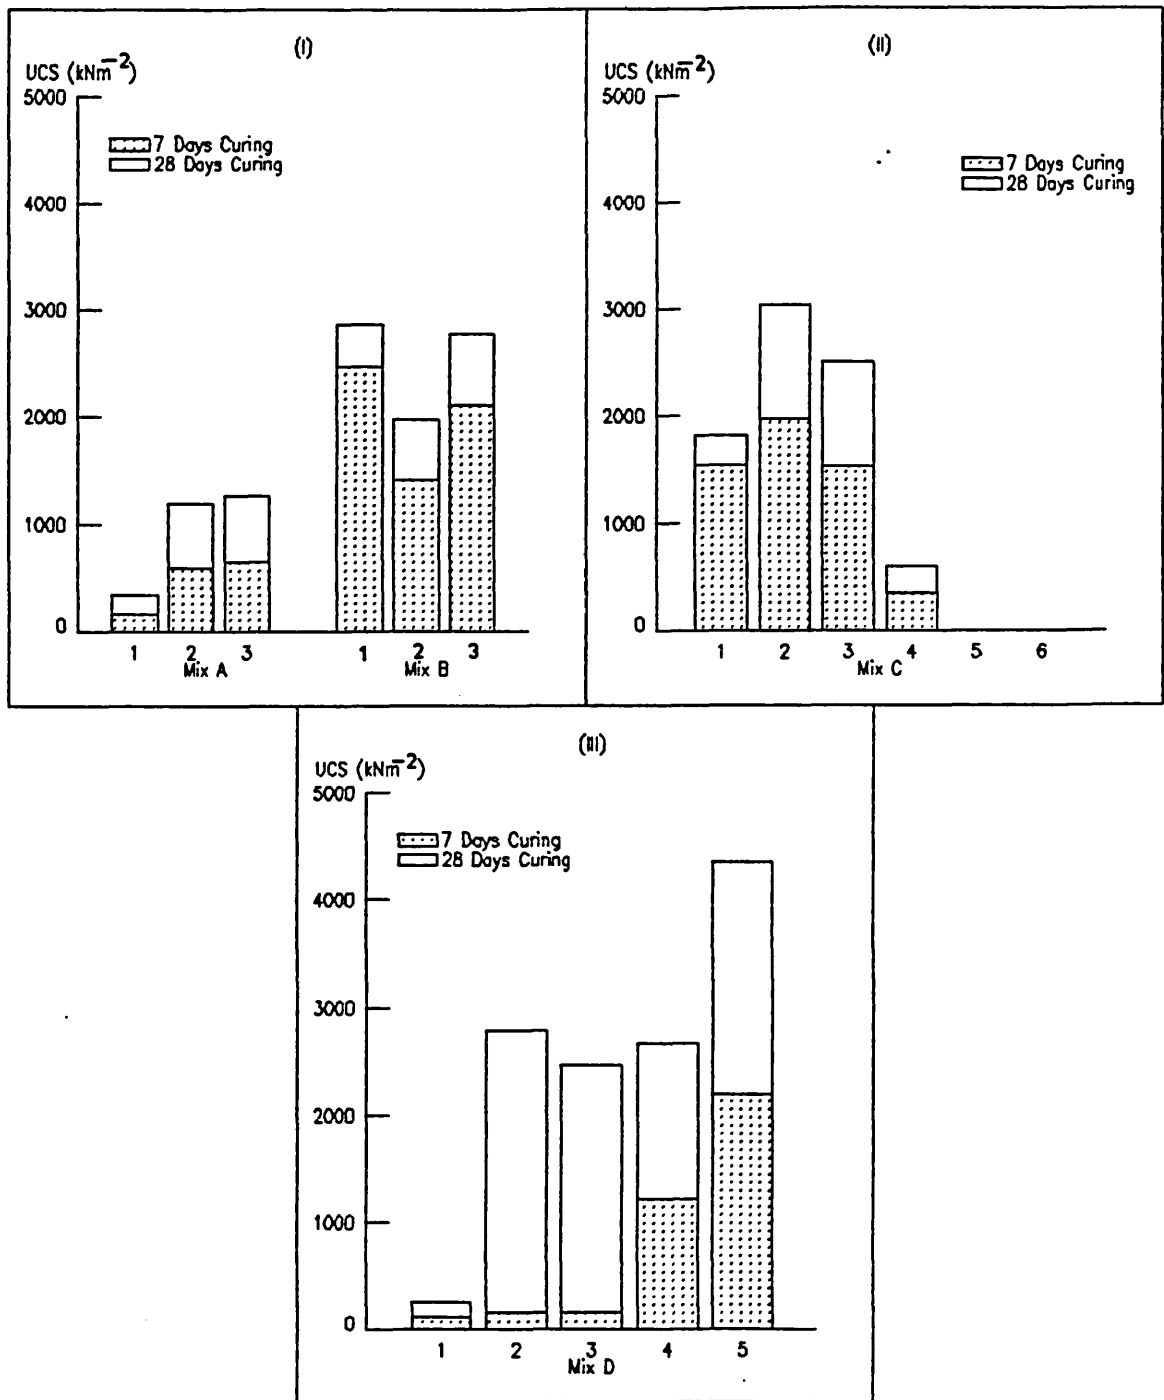 (I)
UCS (kNm⁻²)
5000
4000
3000
2000
1000
0
7 Days Curing
28 Days Curing
1 2 3 1 2 3
Mix A Mix B
(II)
UCS (kNm⁻²)
5000
4000
3000
2000
1000
0
7 Days Curing
28 Days Curing
1 2 3 4 5 6
Mix C
(III)
UCS (kNm⁻²)
5000
4000
3000
2000
1000
0
7 Days Curing
28 Days Curing
1 2 3 4 5
Mix D